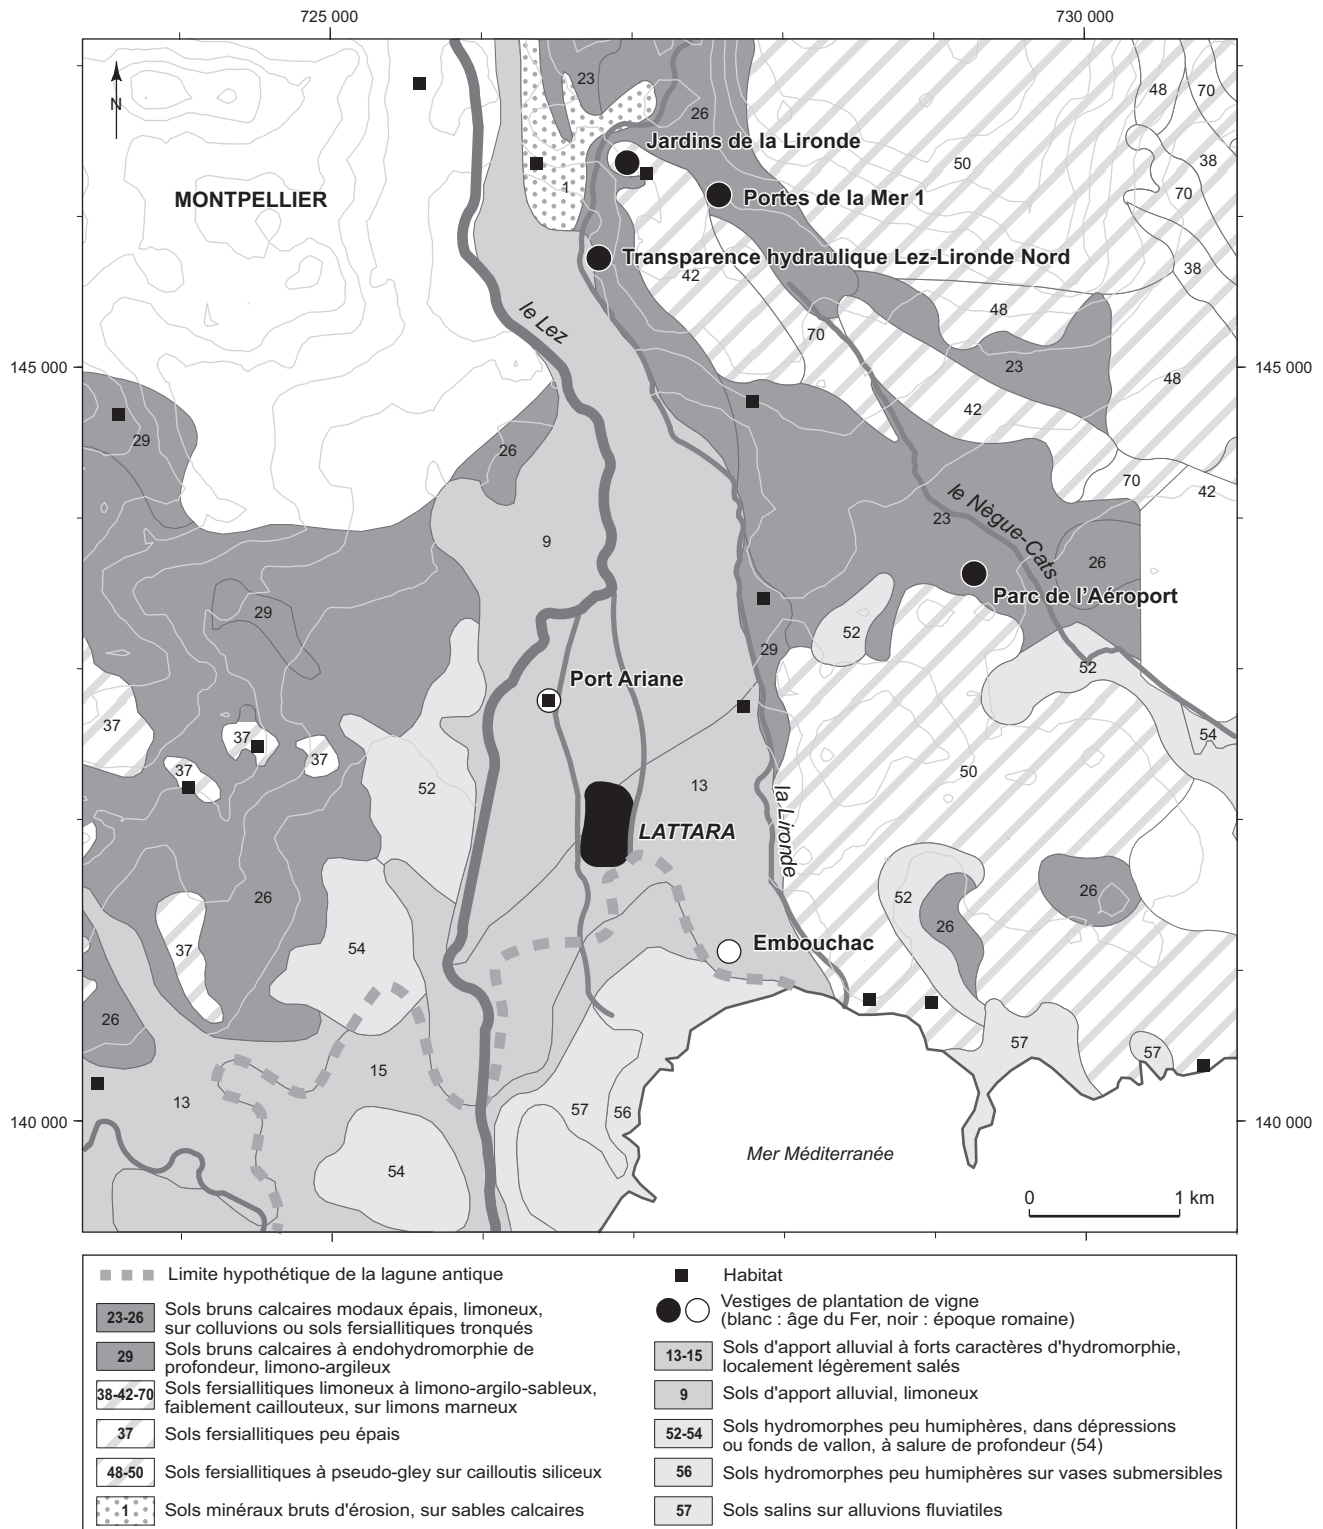 725 000
730 000
N
23
26
48
70
Jardins de la Lironde
50
38
1
MONTPELLIER
Portes de la Mer 1
70
Transparence hydraulique Lez-Lironde Nord
42
38
48
le Lez
70
145 000
145 000
23
48
42
29
26
70
42
le Nègue-Cats
23
9
26
Parc de l'Aéroport
29
52
29
52
Port Ariane
37
37
37
37
54
50
52
13
la Lironde
LATTARA
26
52
26
26
37
54
Embouchac
26
57
57
15
13
57
56
140 000
140 000
54
Mer Méditerranée
0 1 km
Limite hypothétique de la lagune antique
23-26 Sols bruns calcaires modaux épais, limoneux,
sur colluvions ou sols fersiallitiques tronqués
29 Sols bruns calcaires à endohydromorphie de
profondeur, limono-argileux
38-42-70 Sols fersiallitiques limoneux à limono-argilo-sableux,
faiblement caillouteux, sur limons marneux
37 Sols fersiallitiques peu épais
48-50 Sols fersiallitiques à pseudo-gley sur cailloutis siliceux
1 Sols minéraux bruts d'érosion, sur sables calcaires
Habitat
Vestiges de plantation de vigne
(blanc : âge du Fer, noir : époque romaine)
13-15 Sols d'apport alluvial à forts caractères d'hydromorphie,
localement légèrement salés
9 Sols d'apport alluvial, limoneux
52-54 Sols hydromorphes peu humiphères, dans dépressions
ou fonds de vallon, à salure de profondeur (54)
56 Sols hydromorphes peu humiphères sur vases submersibles
57 Sols salins sur alluvions fluviatiles